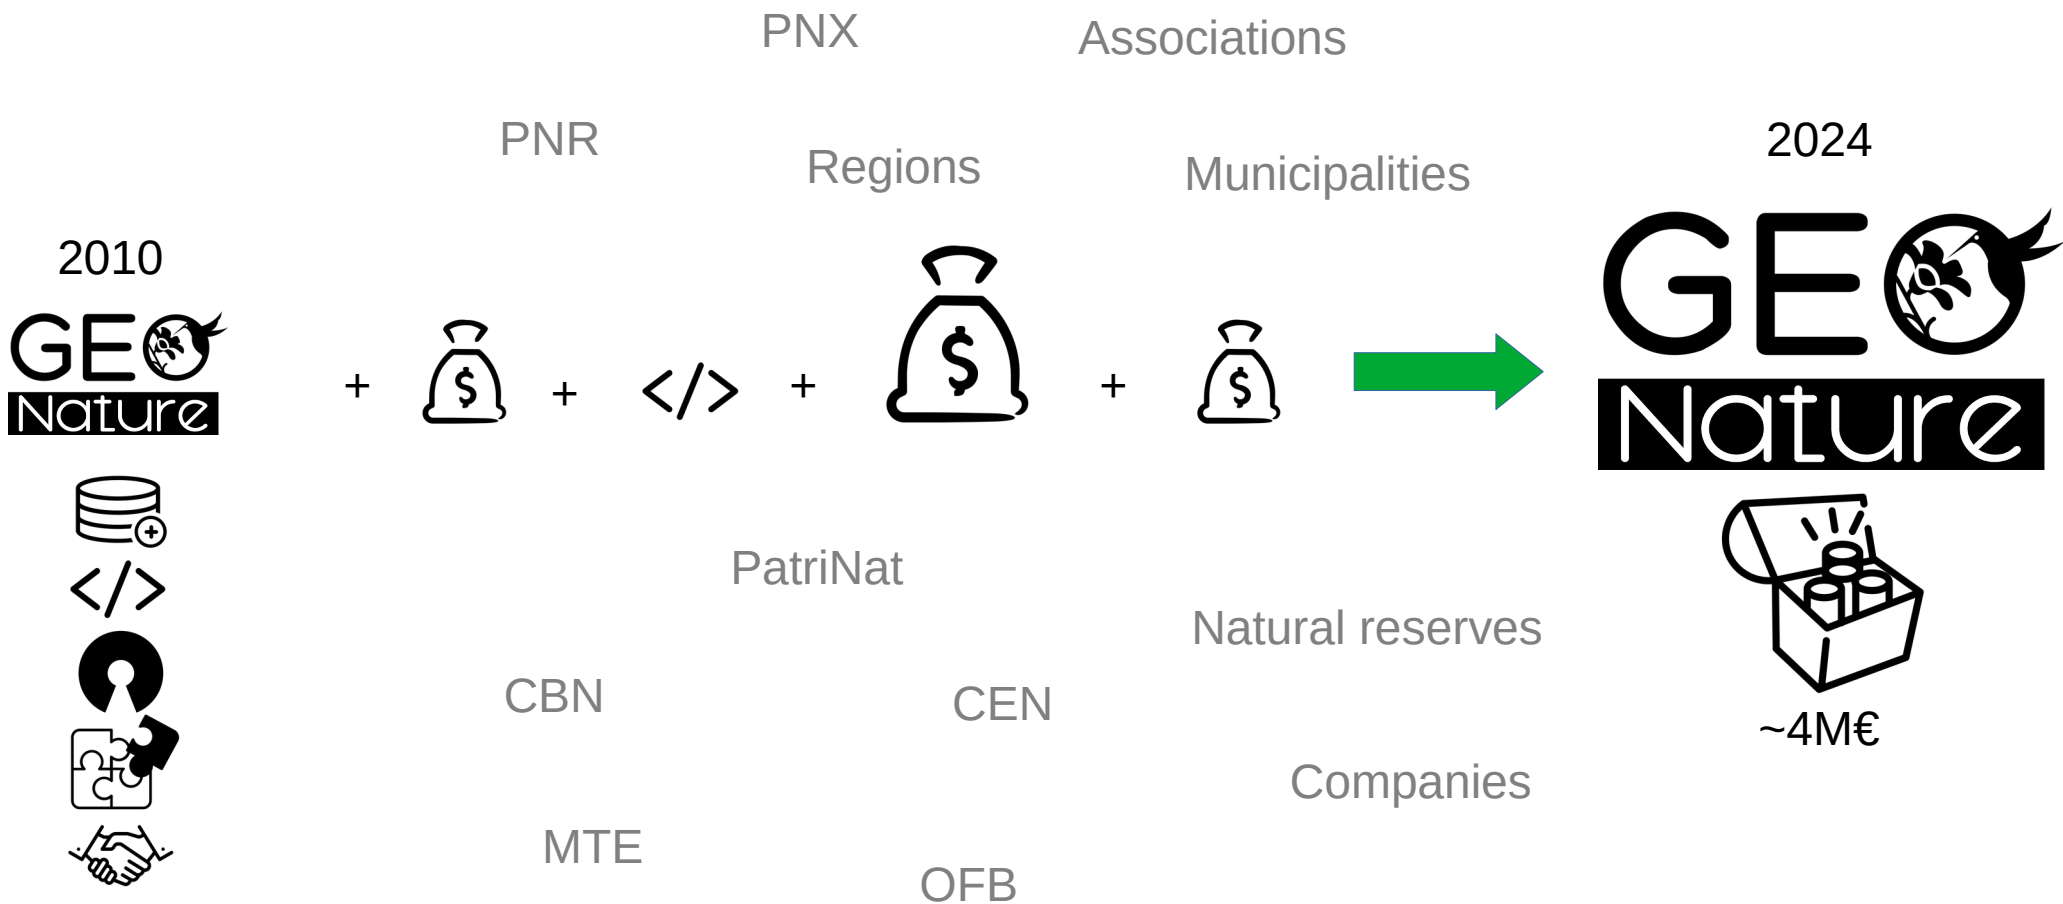 PNX
Associations
PNR
Regions
Municipalities
2024
2010
GEO
Nature
GEO
Nature
+
$
+
</>
+
$
+
$
+
</>
PatriNat
Natural reserves
CBN
CEN
~4M€
Companies
MTE
OFB